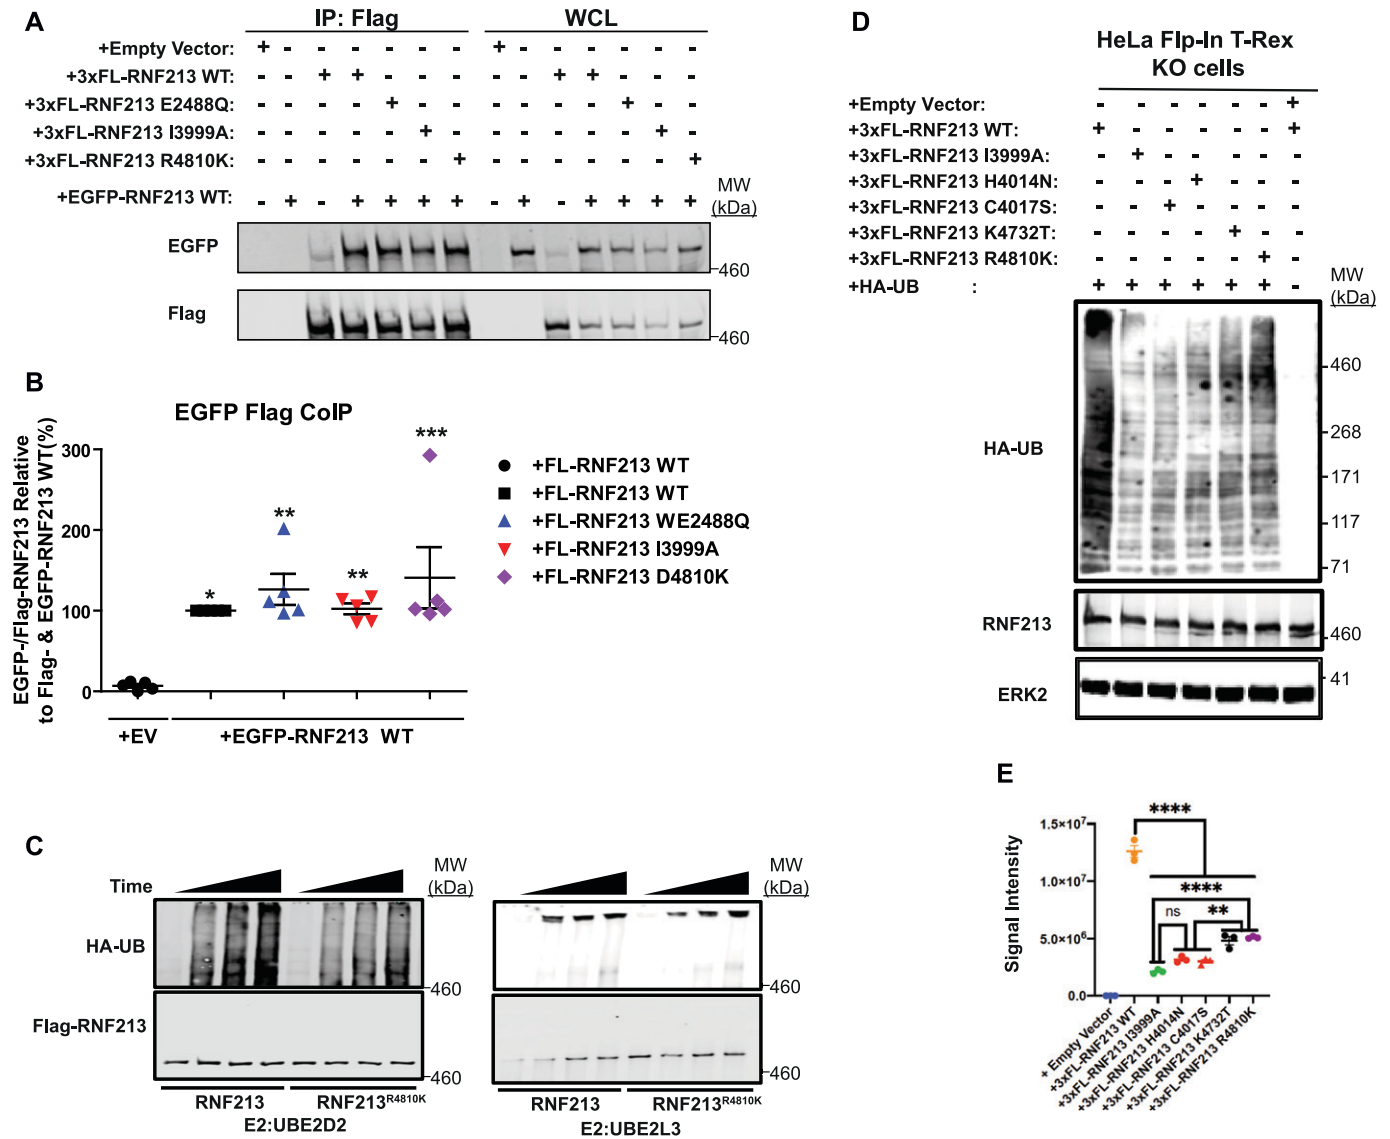 A
IP: Flag
WCL
+Empty Vector: + - - - - - - + - - - - - -
+3xFL-RNF213 WT: - - + + - - - - - + + - - -
+3xFL-RNF213 E2488Q: - - - - + - - - - - - + - -
+3xFL-RNF213 I3999A: - - - - - + - - - - - - + -
+3xFL-RNF213 R4810K: - - - - - - + - - - - - - +
+EGFP-RNF213 WT: - + - + + + + - + - + + + +
MW
(kDa)
EGFP
-460
Flag
-460
B
EGFP Flag CoIP
EGFP-/Flag-RNF213 Relative
to Flag- & EGFP-RNF213 WT(%)
300
200
100
0
*
**
**
***
+EV
+EGFP-RNF213 WT
+FL-RNF213 WT
+FL-RNF213 WT
+FL-RNF213 WE2488Q
+FL-RNF213 I3999A
+FL-RNF213 D4810K
C
Time
MW
(kDa)
MW
(kDa)
HA-UB
-460
-460
Flag-RNF213
-460
-460
RNF213
RNF213R4810K
E2:UBE2D2
RNF213
RNF213R4810K
E2:UBE2L3
D
HeLa Flp-In T-Rex
KO cells
+Empty Vector: - - - - - - +
+3xFL-RNF213 WT: + - - - - - +
+3xFL-RNF213 I3999A: - + - - - - -
+3xFL-RNF213 H4014N: - - - + - - -
+3xFL-RNF213 C4017S: - - + - - - -
+3xFL-RNF213 K4732T: - - - - + - -
+3xFL-RNF213 R4810K: - - - - - + -
+HA-UB : + + + + + + -
MW
(kDa)
HA-UB
-460
-268
-171
-117
-71
RNF213
-460
ERK2
-41
E
Signal Intensity
1.5×10⁷
1.0×10⁷
5.0×10⁶
0.0
****
****
ns
**
+ Empty Vector
+3xFL-RNF213 WT
+3xFL-RNF213 I3999A
+3xFL-RNF213 H4014N
+3xFL-RNF213 C4017S
+3xFL-RNF213 K4732T
+3xFL-RNF213 R4810K